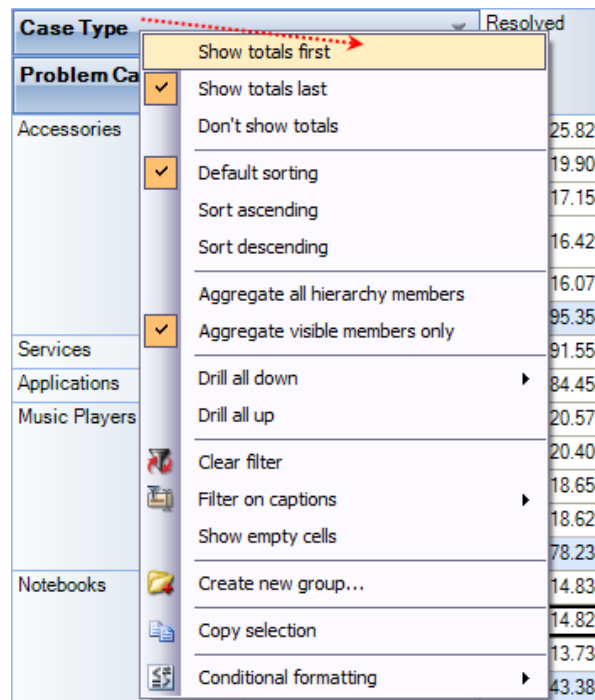 Case Type
Resolved
Problem Ca
Show totals first
Show totals last
Don't show totals
Default sorting
Sort ascending
Sort descending
Aggregate all hierarchy members
Aggregate visible members only
Drill all down
Drill all up
Clear filter
Filter on captions
Show empty cells
Create new group...
Copy selection
Conditional formatting
Accessories
Services
Applications
Music Players
Notebooks
25.82
19.90
17.15
16.42
16.07
95.35
91.55
84.45
20.57
20.40
18.65
18.62
78.23
14.83
14.82
13.73
43.38